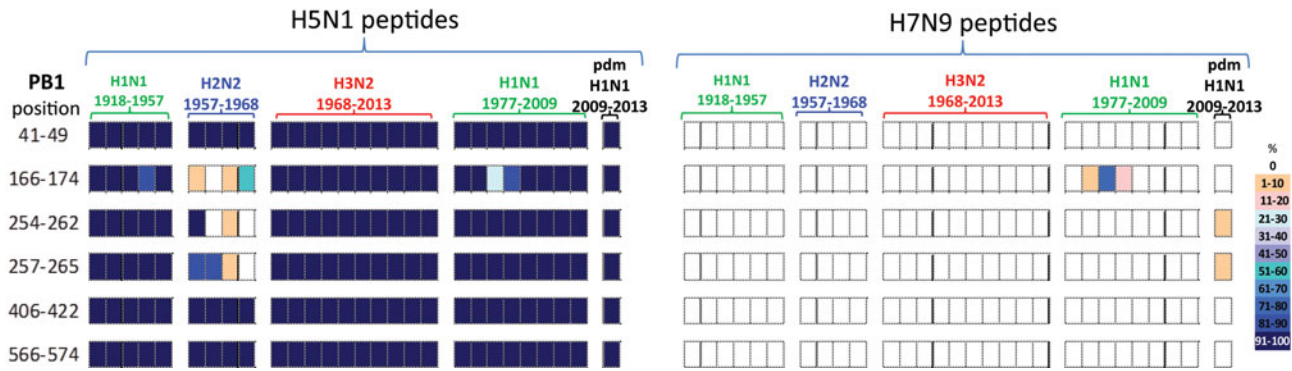 H5N1 peptides
H7N9 peptides
PB1
position
H1N1
1918-1957
H2N2
1957-1968
H3N2
1968-2013
H1N1
1977-2009
pdm
H1N1
2009-2013
H1N1
1918-1957
H2N2
1957-1968
H3N2
1968-2013
H1N1
1977-2009
pdm
H1N1
2009-2013
41-49
166-174
254-262
257-265
406-422
566-574
%
0
1-10
11-20
21-30
31-40
41-50
51-60
61-70
71-80
81-90
91-100